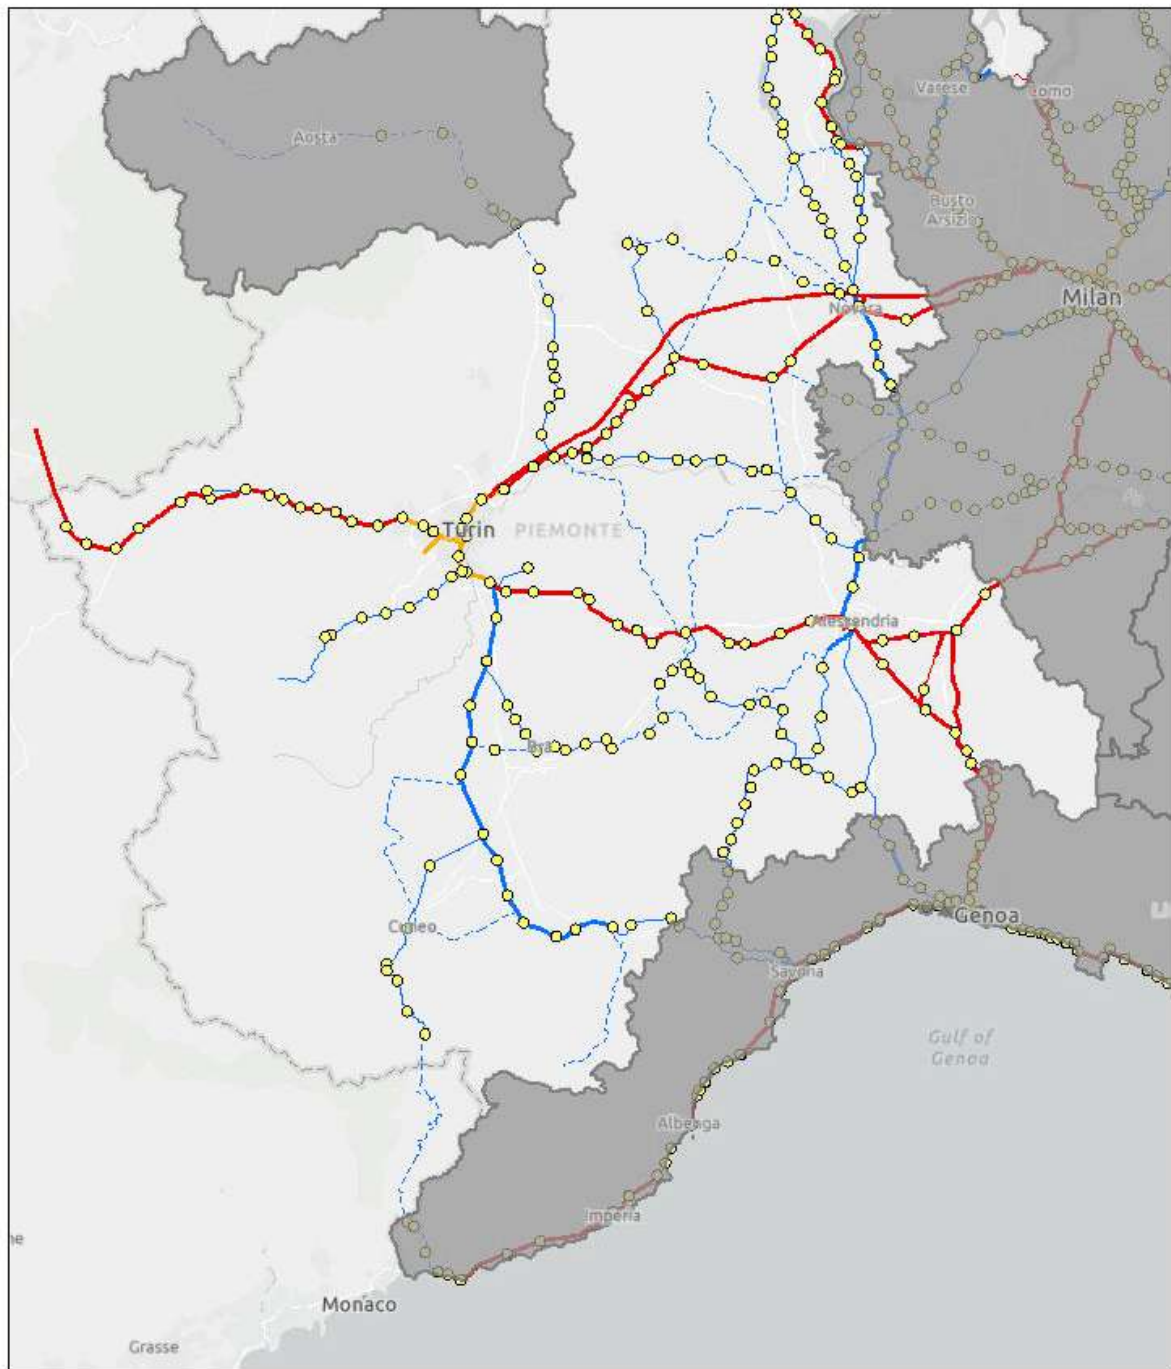 Varese
Como
Aosta
Busto
Arsizio
Milan
Novara
Turin
PIEMONTE
Alessandria
Bra
Cuneo
Genoa
Savona
Gulf of
Genoa
Albenga
Imperia
Monaco
Grasse